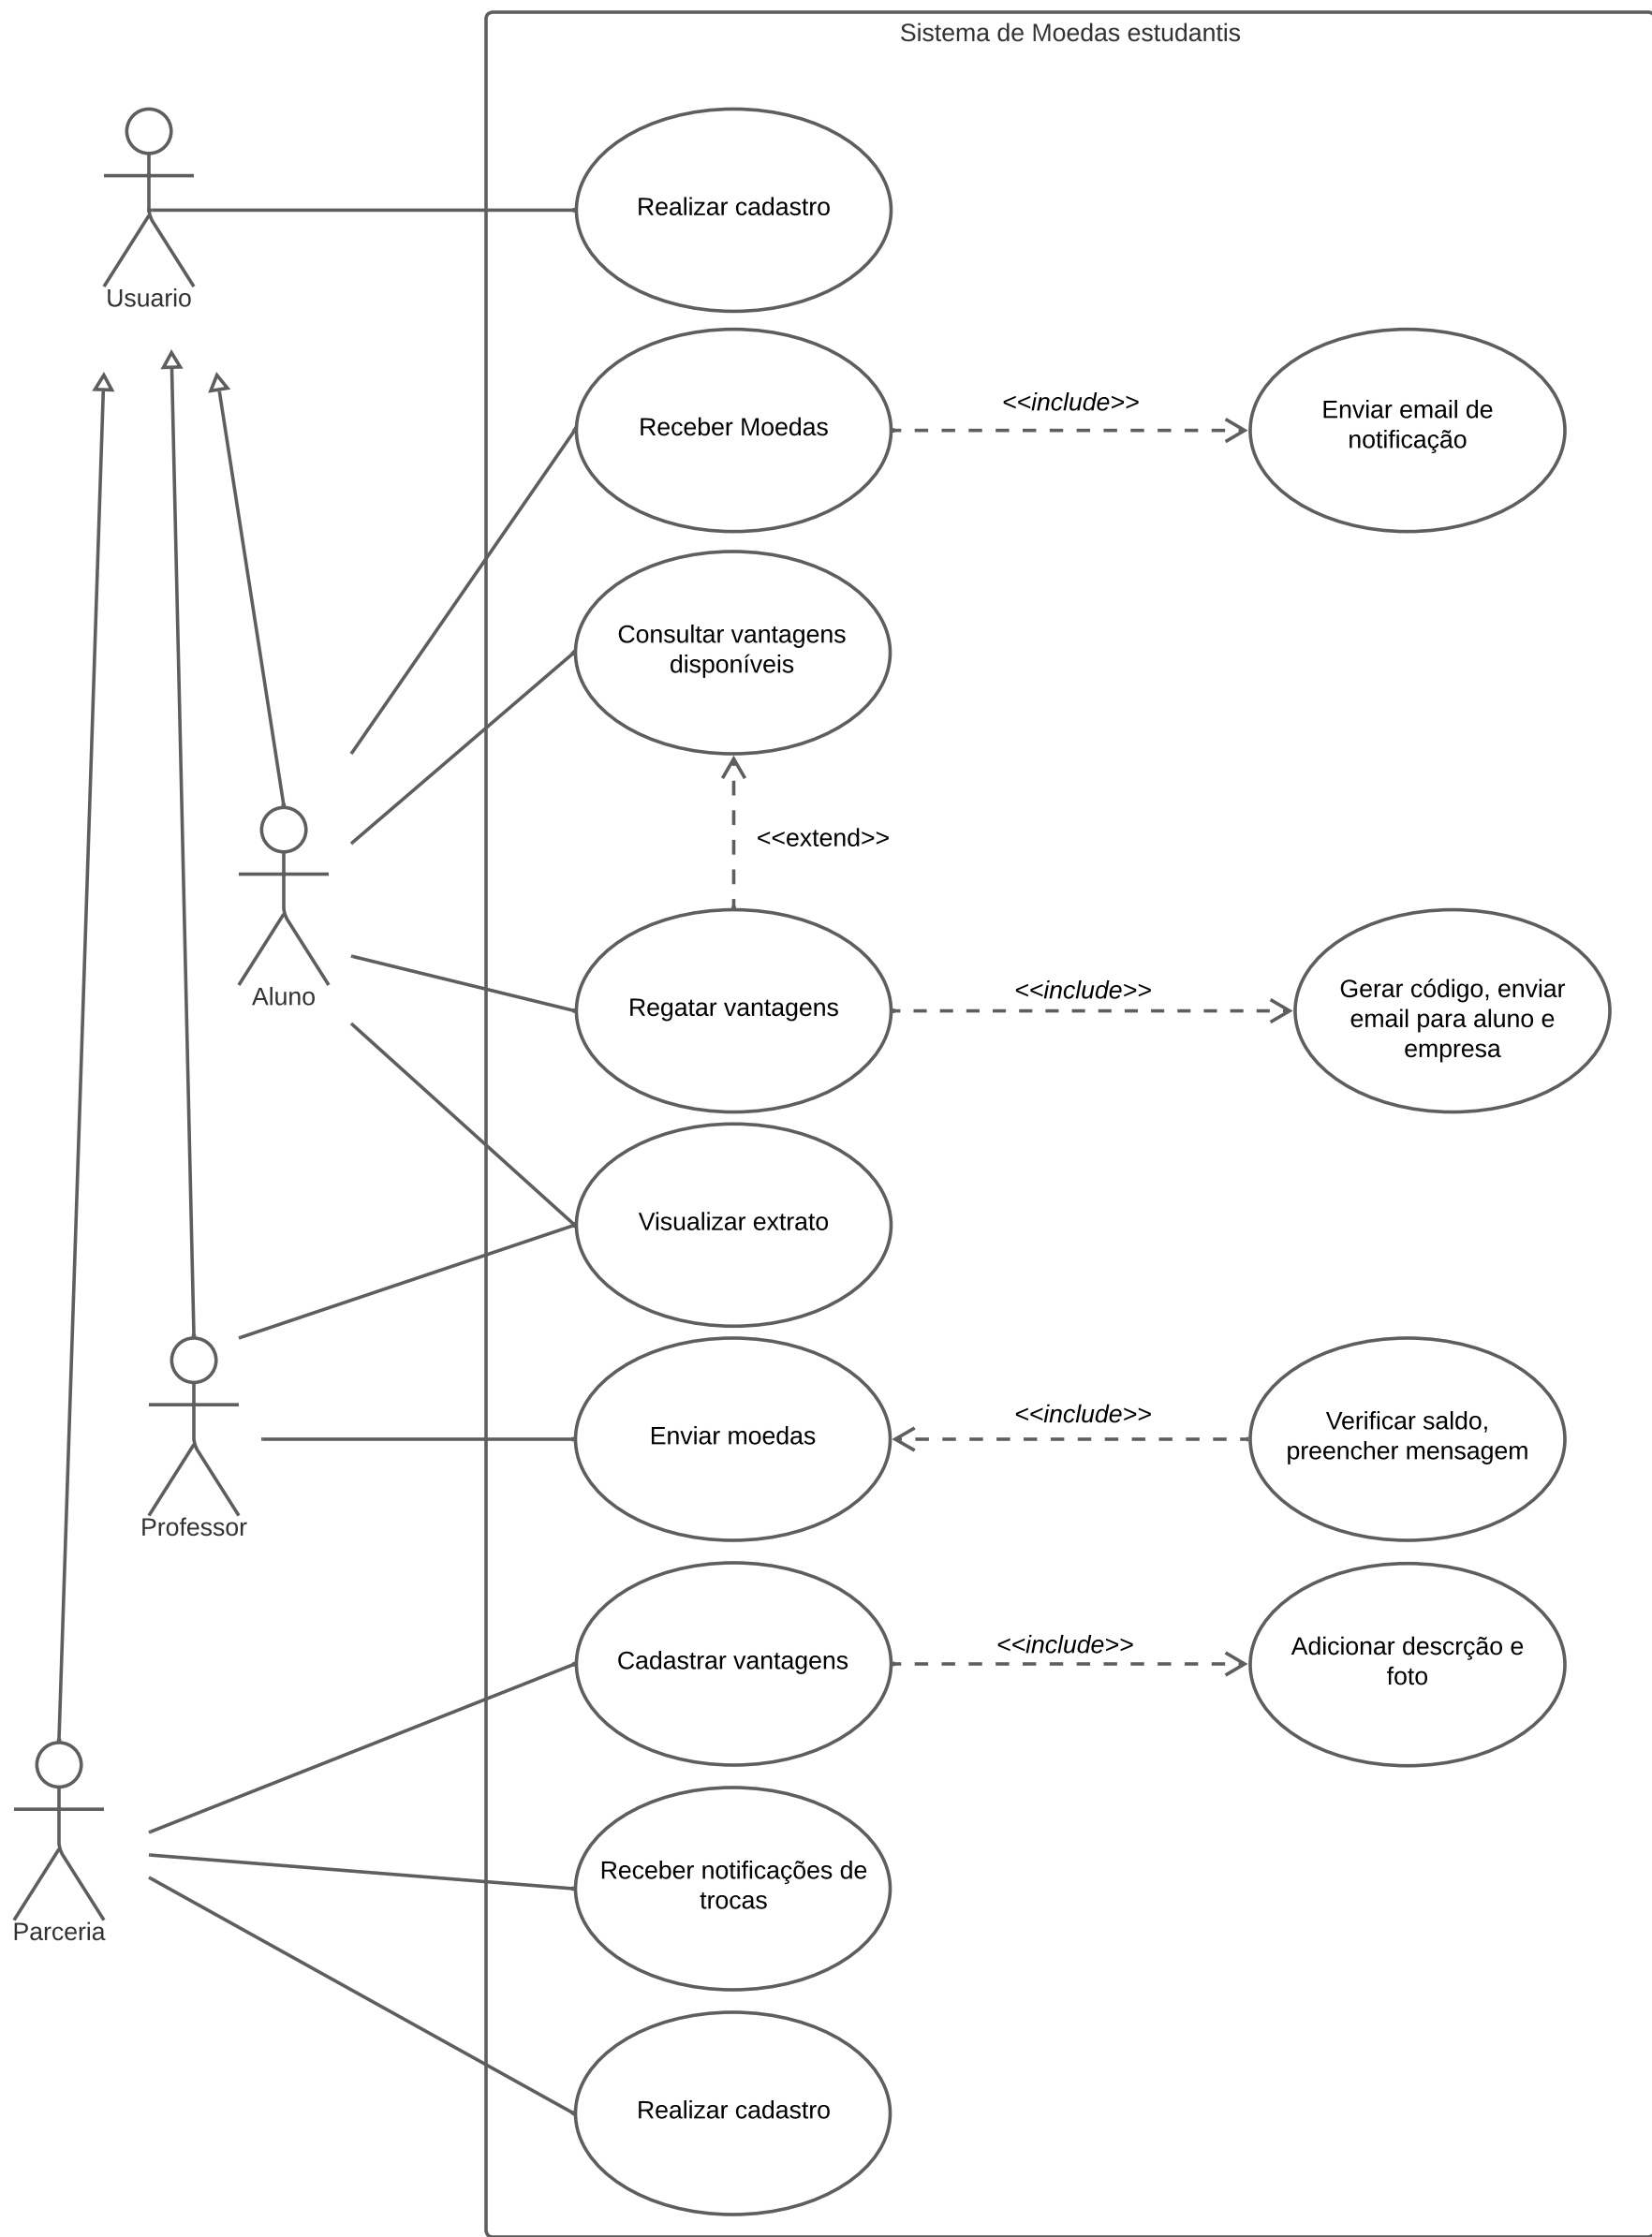 Sistema de Moedas estudantis
Realizar cadastro
Usuario
Receber Moedas
<<include>>
Enviar email de
notificação
Consultar vantagens
disponíveis
<<extend>>
Aluno
Regatar vantagens
<<include>>
Gerar código, enviar
email para aluno e
empresa
Visualizar extrato
Professor
Enviar moedas
<<include>>
Verificar saldo,
preencher mensagem
Cadastrar vantagens
<<include>>
Adicionar descrção e
foto
Parceria
Receber notificações de
trocas
Realizar cadastro